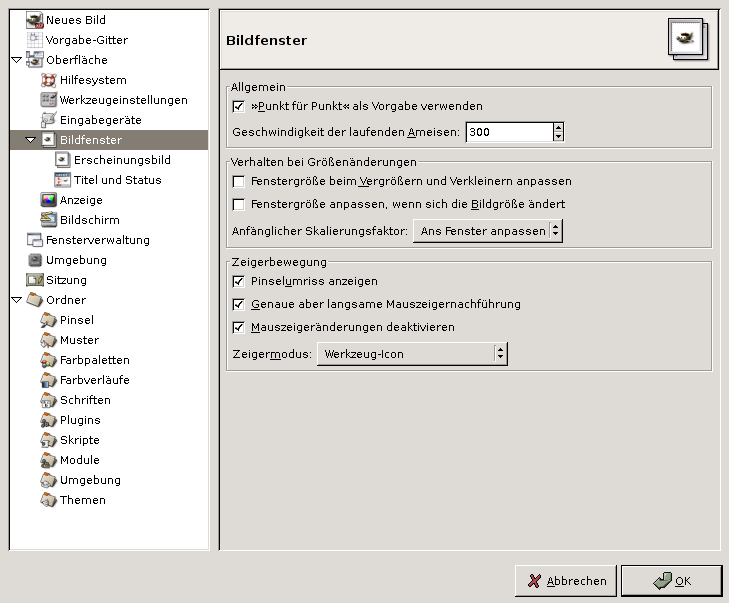 Neues Bild
Vorgabe-Gitter
Oberfläche
Hilfesystem
Werkzeugeinstellungen
Eingabegeräte
Bildfenster
Erscheinungsbild
Titel und Status
Anzeige
Bildschirm
Fensterverwaltung
Umgebung
Sitzung
Ordner
Pinsel
Muster
Farbpaletten
Farbverläufe
Schriften
Plugins
Skripte
Module
Umgebung
Themen
Bildfenster
Allgemein
»Punkt für Punkt« als Vorgabe verwenden
Geschwindigkeit der laufenden Ameisen: 300
Verhalten bei Größenänderungen
Fenstergröße beim Vergrößern und Verkleinern anpassen
Fenstergröße anpassen, wenn sich die Bildgröße ändert
Anfänglicher Skalierungsfaktor: Ans Fenster anpassen
Zeigerbewegung
Pinselumriss anzeigen
Genaue aber langsame Mauszeigernachführung
Mauszeigeränderungen deaktivieren
Zeigermodus: Werkzeug-Icon
Abbrechen OK